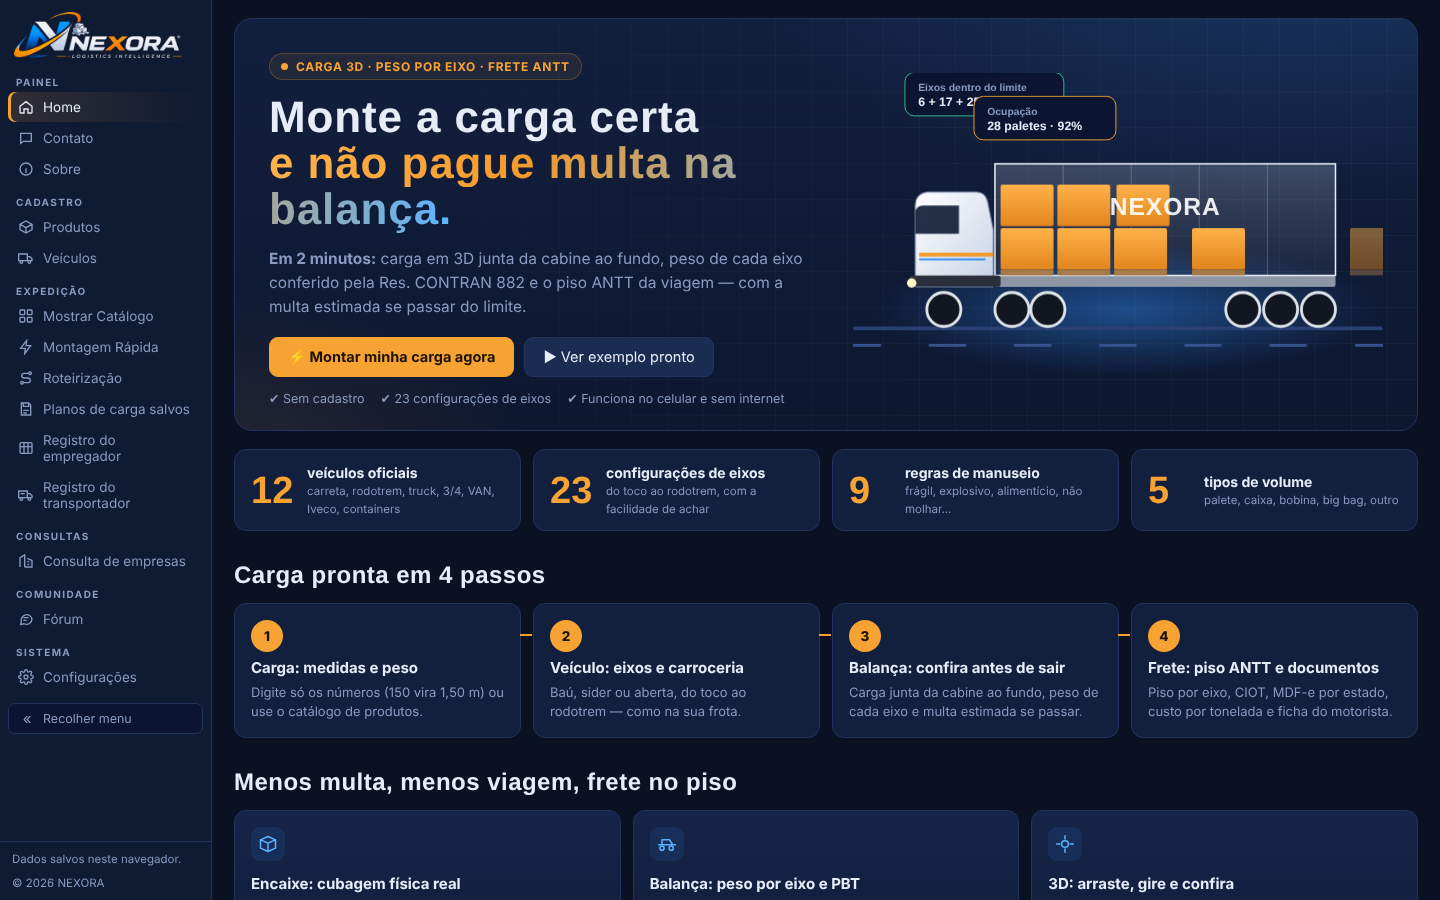 NEXORA
LOGISTICS INTELLIGENCE
PAINEL
Home
Contato
Sobre
CADASTRO
Produtos
Veículos
EXPEDIÇÃO
Mostrar Catálogo
Montagem Rápida
Roteirização
Planos de carga salvos
Registro do
empregador
Registro do
transportador
CONSULTAS
Consulta de empresas
COMUNIDADE
Fórum
SISTEMA
Configurações
« Recolher menu
Dados salvos neste navegador.
© 2026 NEXORA
CARGA 3D · PESO POR EIXO · FRETE ANTT
Monte a carga certa
e não pague multa na
balança.
Em 2 minutos: carga em 3D junta da cabine ao fundo, peso de cada eixo
conferido pela Res. CONTRAN 882 e o piso ANTT da viagem — com a
multa estimada se passar do limite.
⚡ Montar minha carga agora
▶ Ver exemplo pronto
✔ Sem cadastro ✔ 23 configurações de eixos ✔ Funciona no celular e sem internet
Eixos dentro do limite
6 + 17 + 2
Ocupação
28 paletes · 92%
NEXORA
12
veículos oficiais
carreta, rodotrem, truck, 3/4, VAN,
Iveco, containers
23
configurações de eixos
do toco ao rodotrem, com a
facilidade de achar
9
regras de manuseio
frágil, explosivo, alimentício, não
molhar...
5
tipos de volume
palete, caixa, bobina, big bag, outro
Carga pronta em 4 passos
1
Carga: medidas e peso
Digite só os números (150 vira 1,50 m) ou
use o catálogo de produtos.
2
Veículo: eixos e carroceria
Baú, sider ou aberta, do toco ao
rodotrem — como na sua frota.
3
Balança: confira antes de sair
Carga junta da cabine ao fundo, peso de
cada eixo e multa estimada se passar.
4
Frete: piso ANTT e documentos
Piso por eixo, CIOT, MDF-e por estado,
custo por tonelada e ficha do motorista.
Menos multa, menos viagem, frete no piso
Encaixe: cubagem física real
Balança: peso por eixo e PBT
3D: arraste, gire e confira